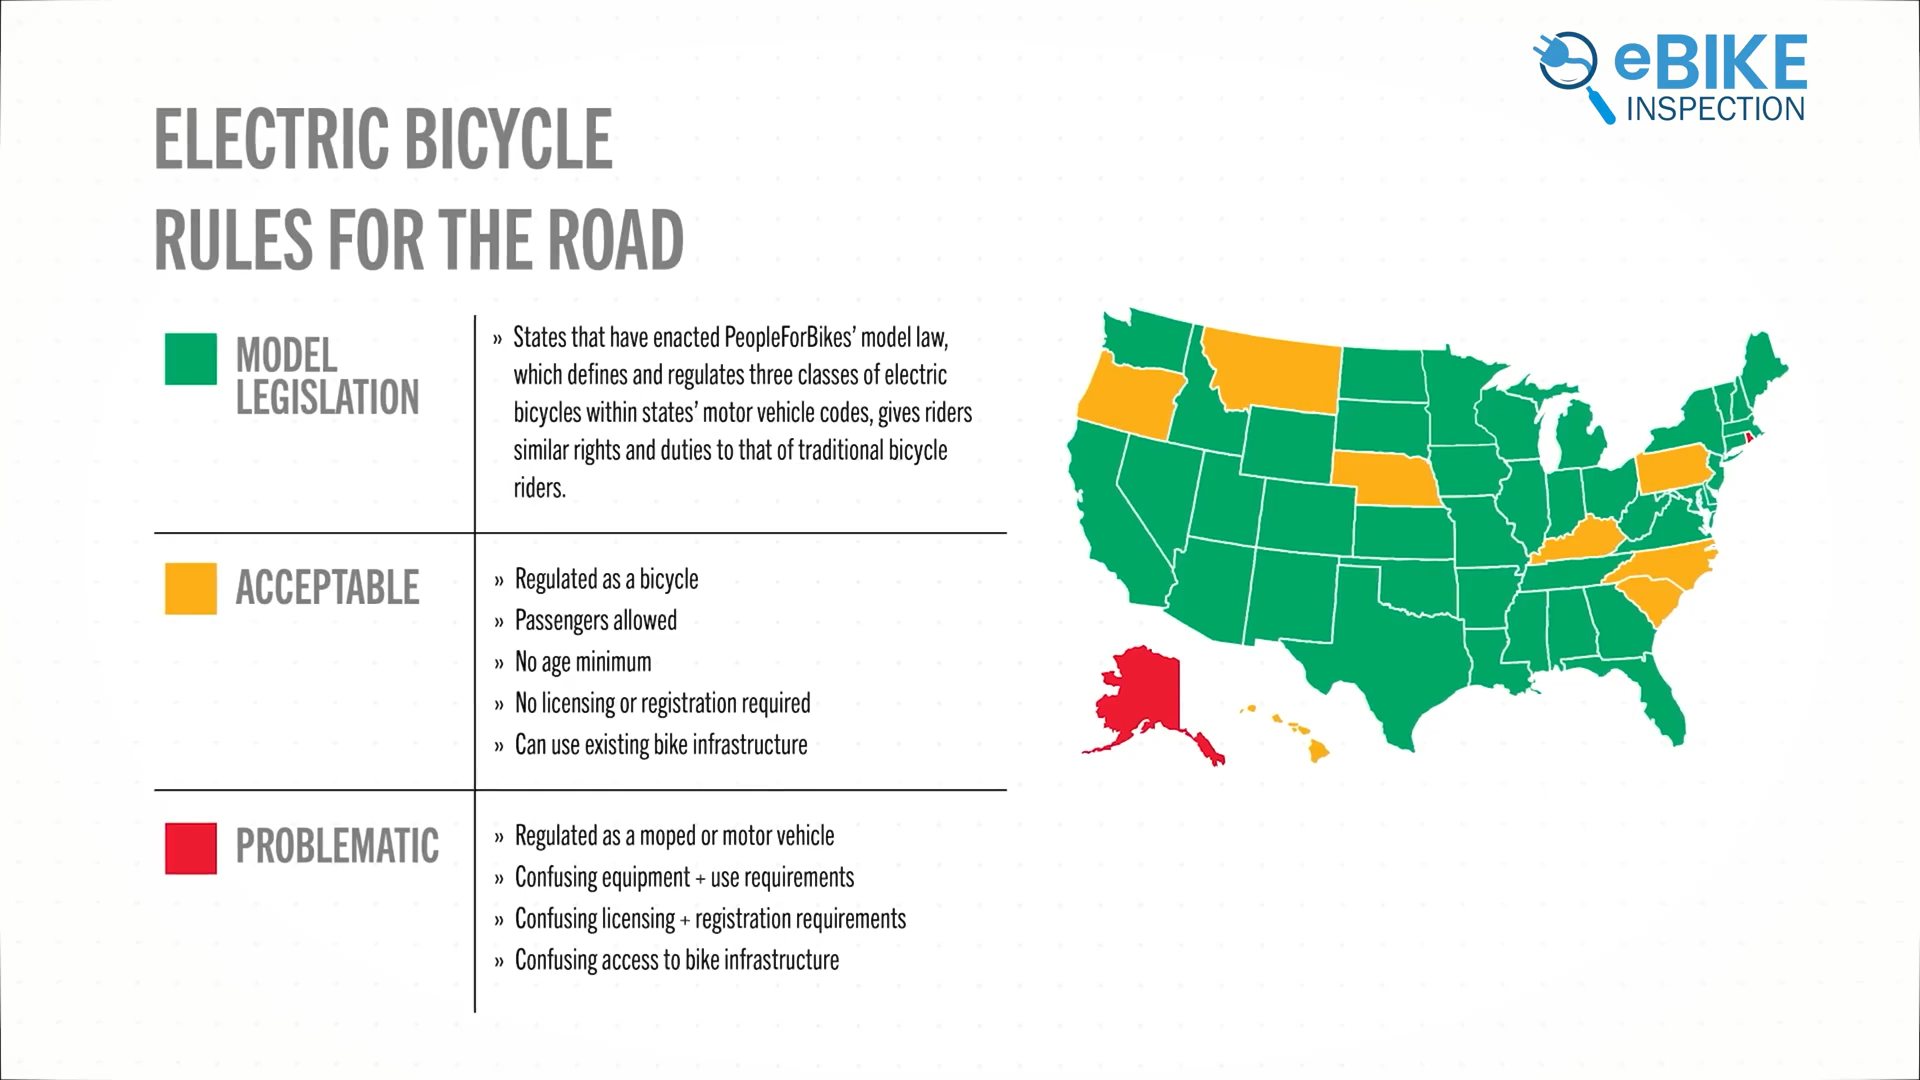 eBIKE
INSPECTION
ELECTRIC BICYCLE
RULES FOR THE ROAD
MODEL
LEGISLATION
» States that have enacted PeopleForBikes’ model law,
which defines and regulates three classes of electric
bicycles within states’ motor vehicle codes, gives riders
similar rights and duties to that of traditional bicycle
riders.
ACCEPTABLE
» Regulated as a bicycle
» Passengers allowed
» No age minimum
» No licensing or registration required
» Can use existing bike infrastructure
PROBLEMATIC
» Regulated as a moped or motor vehicle
» Confusing equipment + use requirements
» Confusing licensing + registration requirements
» Confusing access to bike infrastructure